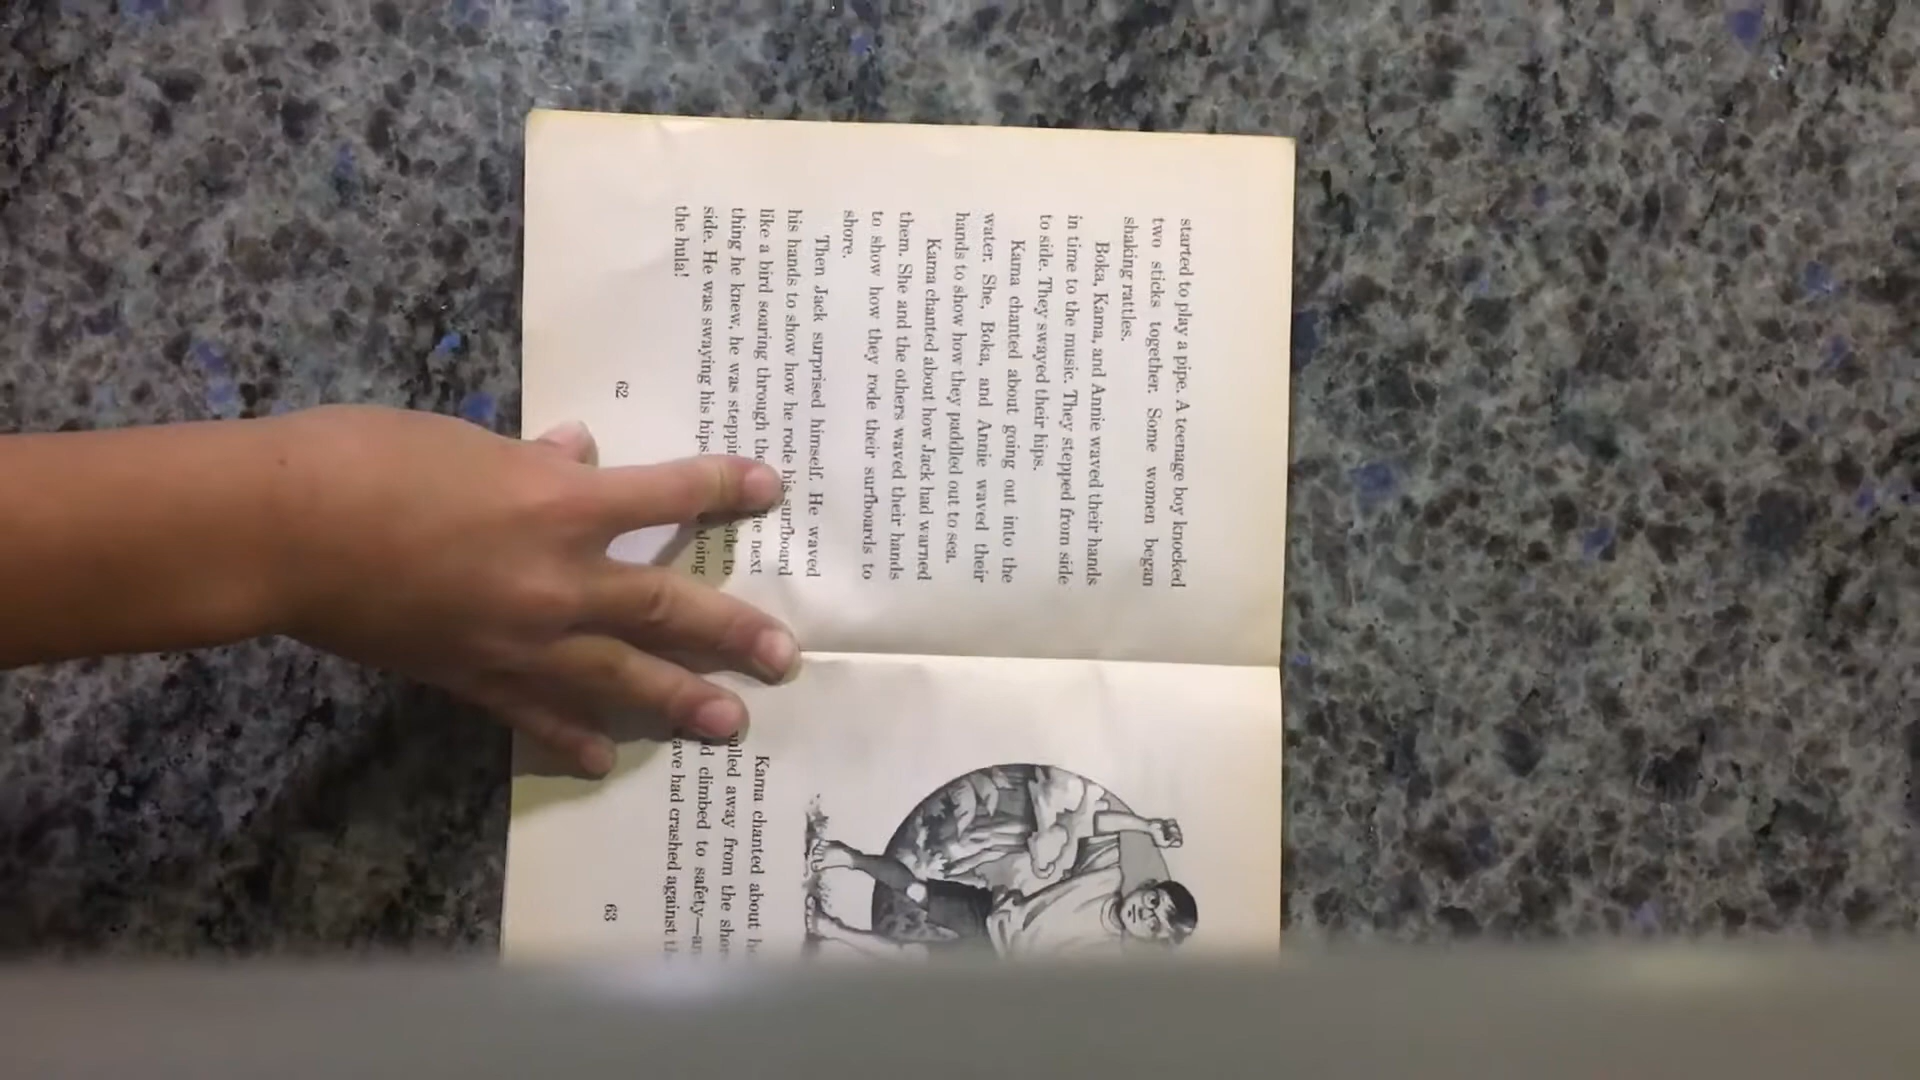 started to play a pipe. A teenage boy knocked
two sticks together. Some women began
shaking rattles.
Boka, Kama, and Annie waved their hands
in time to the music. They stepped from side
to side. They swayed their hips.
Kama chanted about going out into the
water. She, Boka, and Annie waved their
hands to show how they paddled out to sea.
Kama chanted about how Jack had warned
them. She and the others waved their hands
to show how they rode their surfboards to
shore.
Then Jack surprised himself. He waved
his hands to show how he rode his surfboard
like a bird soaring through the next
thing he knew, he was to
side. He was swaying his hips doing
the hula!
62
Kama chanted about
away from the
climbed to safety—
had crashed against
63